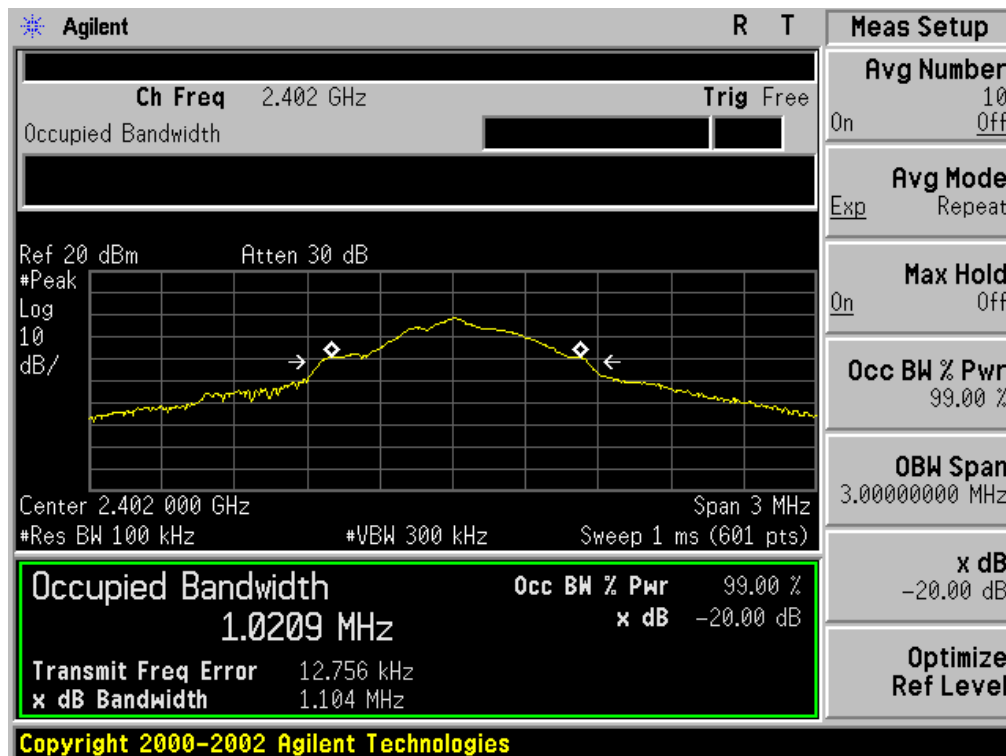 Agilent R T
Meas Setup
Ch Freq 2.402 GHz Trig Free
Occupied Bandwidth
Ref 20 dBm Atten 30 dB
#Peak
Log
10
dB/
Center 2.402 000 GHz Span 3 MHz
#Res BW 100 kHz #VBW 300 kHz Sweep 1 ms (601 pts)
Occupied Bandwidth Occ BW % Pwr 99.00 %
1.0209 MHz x dB -20.00 dB
Transmit Freq Error 12.756 kHz
x dB Bandwidth 1.104 MHz
Avg Number
10
On Off
Avg Mode
Exp Repeat
Max Hold
On Off
Occ BW % Pwr
99.00 %
OBW Span
3.00000000 MHz
x dB
-20.00 dB
Optimize
Ref Level
Copyright 2000-2002 Agilent Technologies